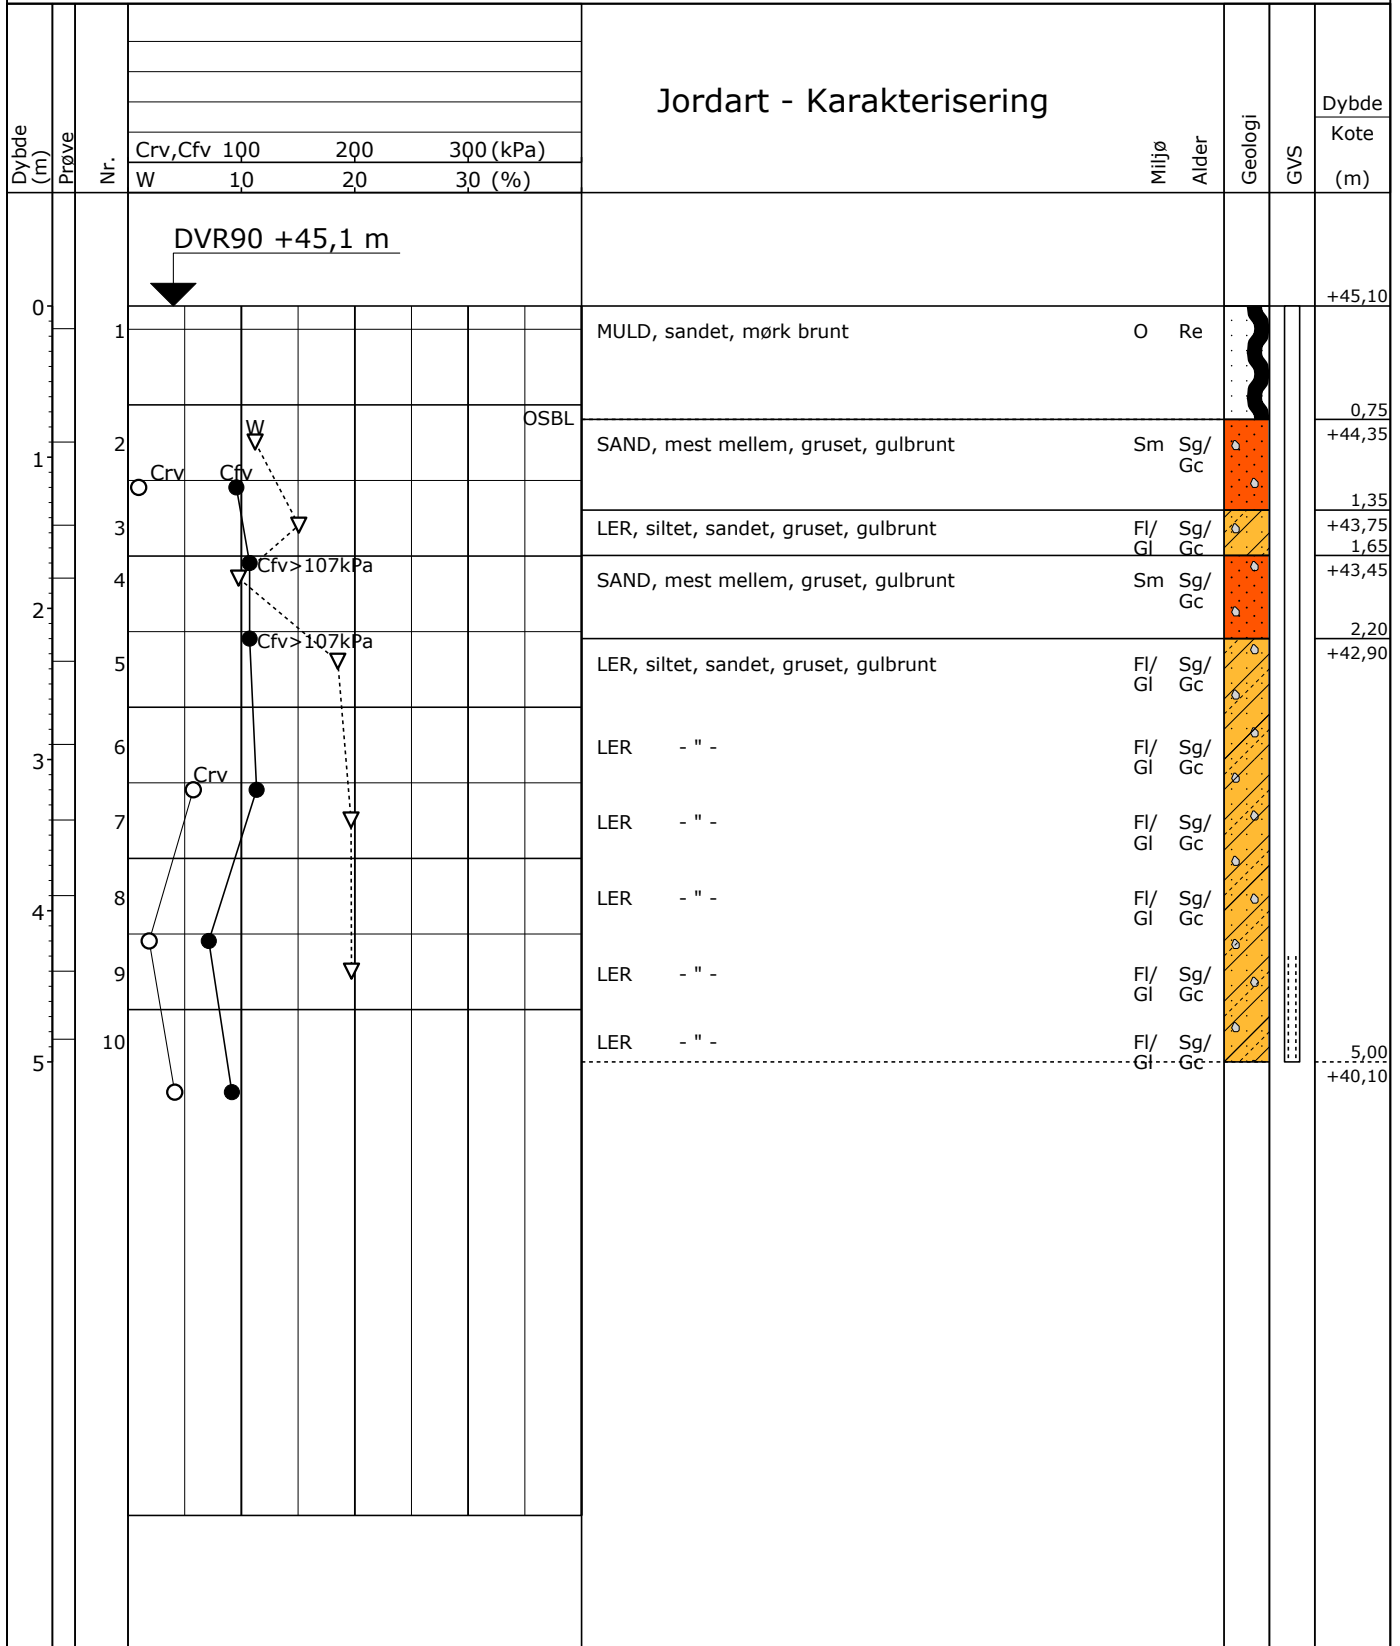 Jordart - Karakterisering
Dybde (m)
Prøve
Nr.
Crv,Cfv 100 200 300 (kPa)
W 10 20 30 (%)
Miljø
Alder
Geologi
GVS
Dybde
Kote
(m)
DVR90 +45,1 m
0 +45,10
1 MULD, sandet, mørk brunt O Re
OSBL 0,75
W +44,35
2 SAND, mest mellem, gruset, gulbrunt Sm Sg/
Gc
1
Crv Cfv
1,35
3 LER, siltet, sandet, gruset, gulbrunt Fl/ Sg/ +43,75
Gl Gc 1,65
Cfv>107kPa +43,45
4 SAND, mest mellem, gruset, gulbrunt Sm Sg/
Gc
2
2,20
Cfv>107kPa +42,90
5 LER, siltet, sandet, gruset, gulbrunt Fl/ Sg/
Gl Gc
6 LER - " - Fl/ Sg/
3 Gl Gc
Crv
7 LER - " - Fl/ Sg/
Gl Gc
8 LER - " - Fl/ Sg/
4 Gl Gc
9 LER - " - Fl/ Sg/
Gl Gc
10 LER - " - Fl/ Sg/ 5,00
5 Gl Gc
+40,10